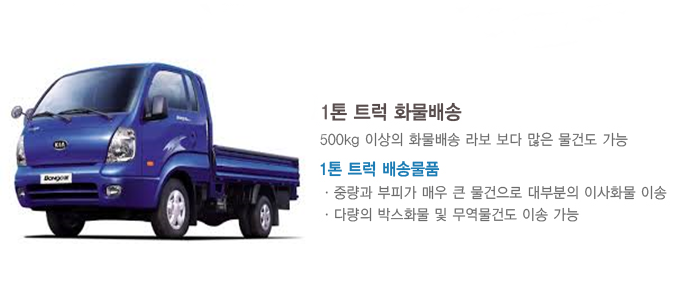 1톤 트럭 화물배송
500kg 이상의 화물배송 라보 보다 많은 물건도 가능
1톤 트럭 배송물품
· 중량과 부피가 매우 큰 물건으로 대부분의 이사화물 이송
· 다량의 박스화물 및 무역물건도 이송 가능
KIA